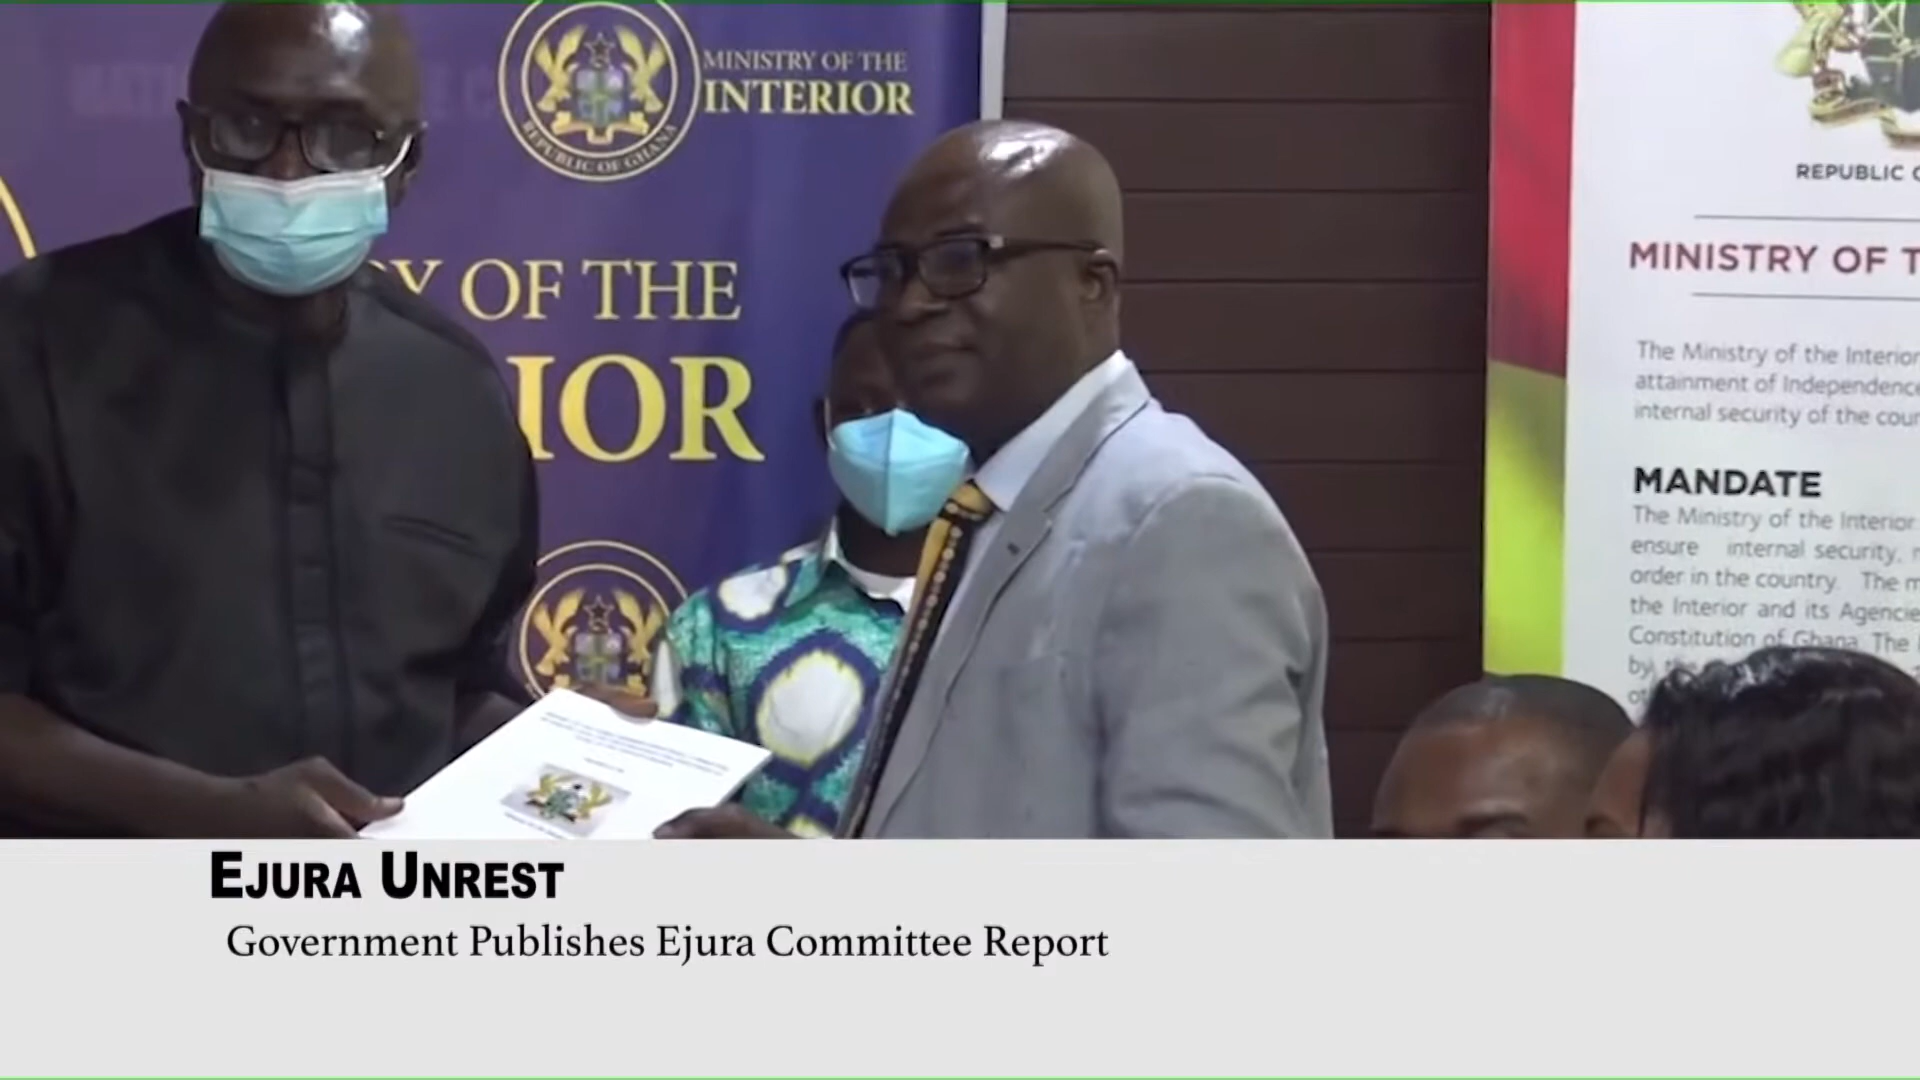 MINISTRY OF THE
INTERIOR
REPUBLIC OF GHANA
Y OF THE
IOR
REPUBLIC
MINISTRY OF T
The Ministry of the Interior
attainment of Independence
internal security of the cour
MANDATE
The Ministry of the Interior
ensure internal security,
order in the country. The m
the Interior and its Agencie
Constitution of Ghana. The
by
EJURA UNREST
Government Publishes Ejura Committee Report